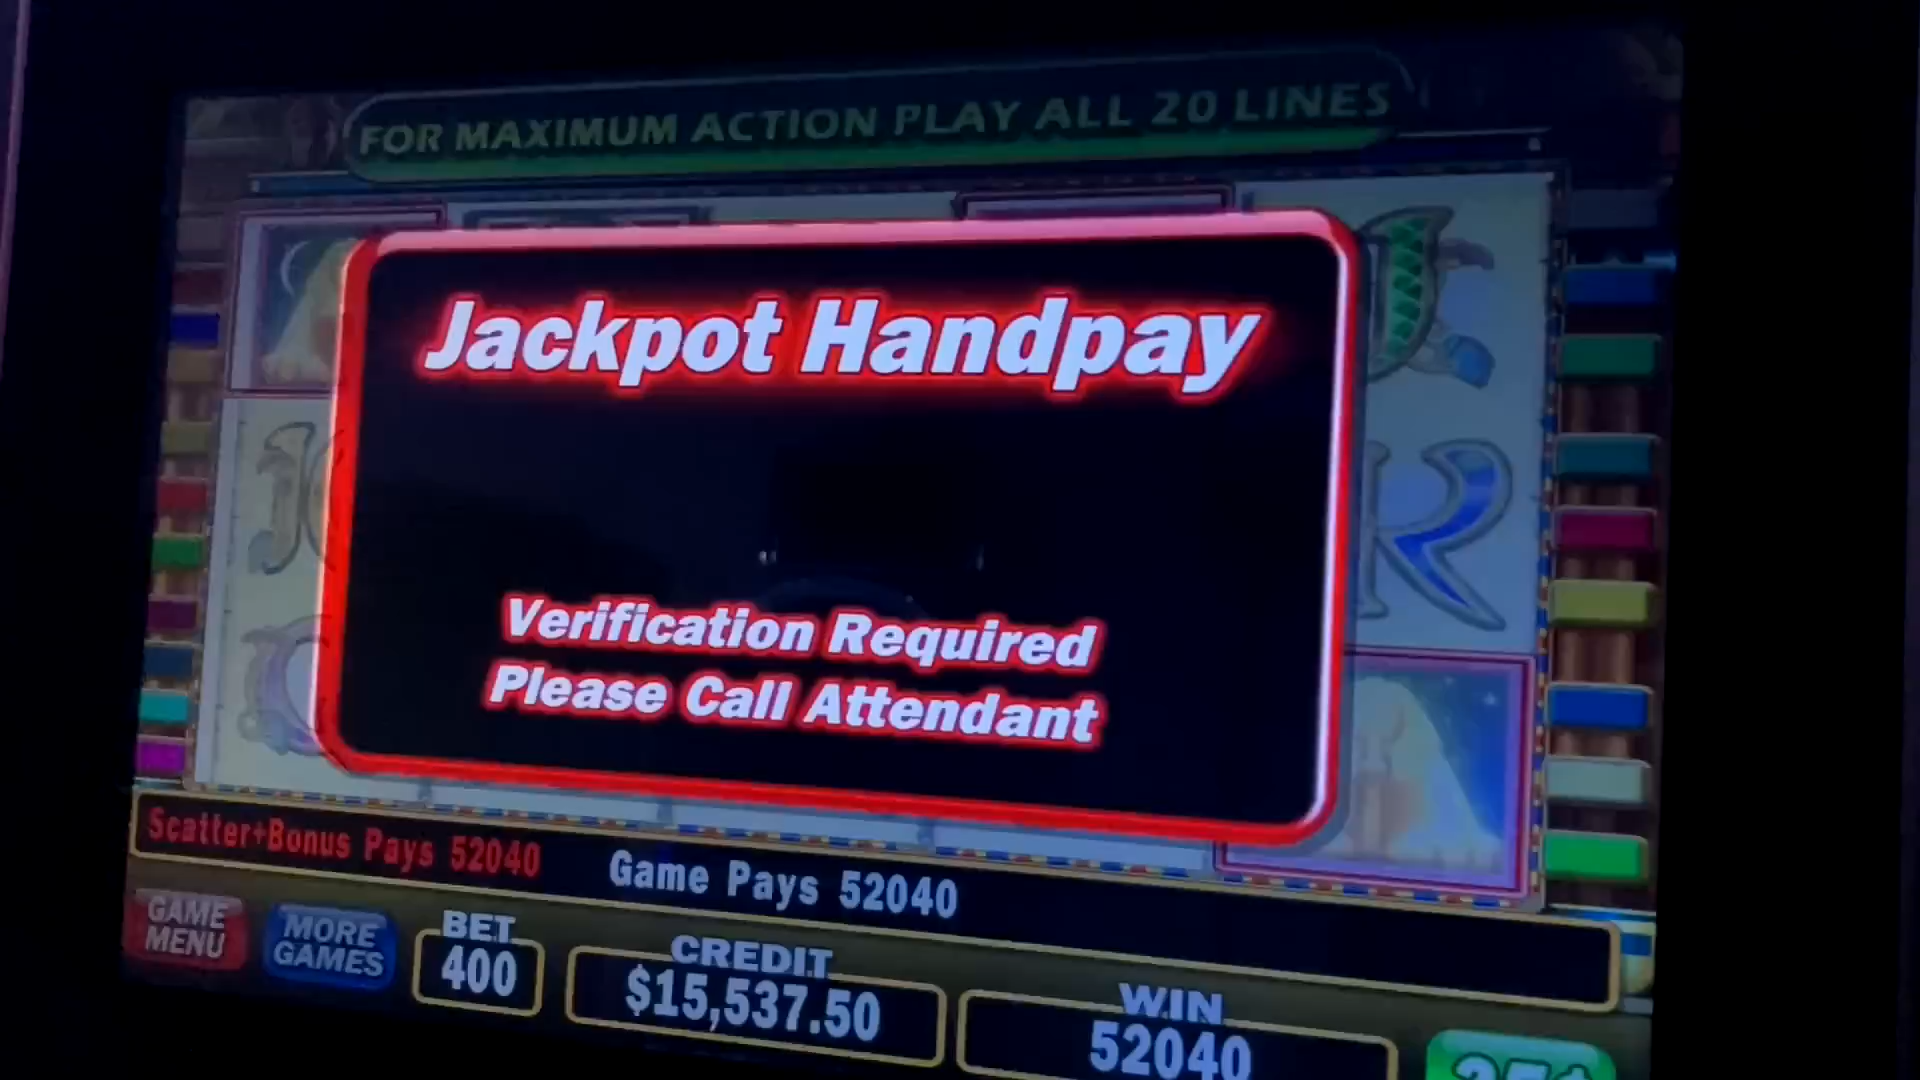 FOR MAXIMUM ACTION PLAY ALL 20 LINES
Jackpot Handpay
Verification Required
Please Call Attendant
Scatter+Bonus Pays 52040
Game Pays 52040
GAME
MENU
MORE
GAMES
BET
400
CREDIT
$15,537.50
WIN
52040
25¢